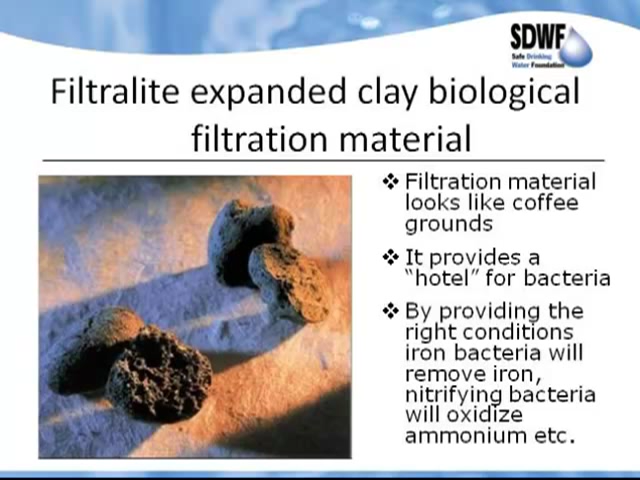 SDWF
Safe Drinking
Water Foundation
Filtralite expanded clay biological
filtration material
❖ Filtration material
looks like coffee
grounds
❖ It provides a
“hotel” for bacteria
❖ By providing the
right conditions
iron bacteria will
remove iron,
nitrifying bacteria
will oxidize
ammonium etc.